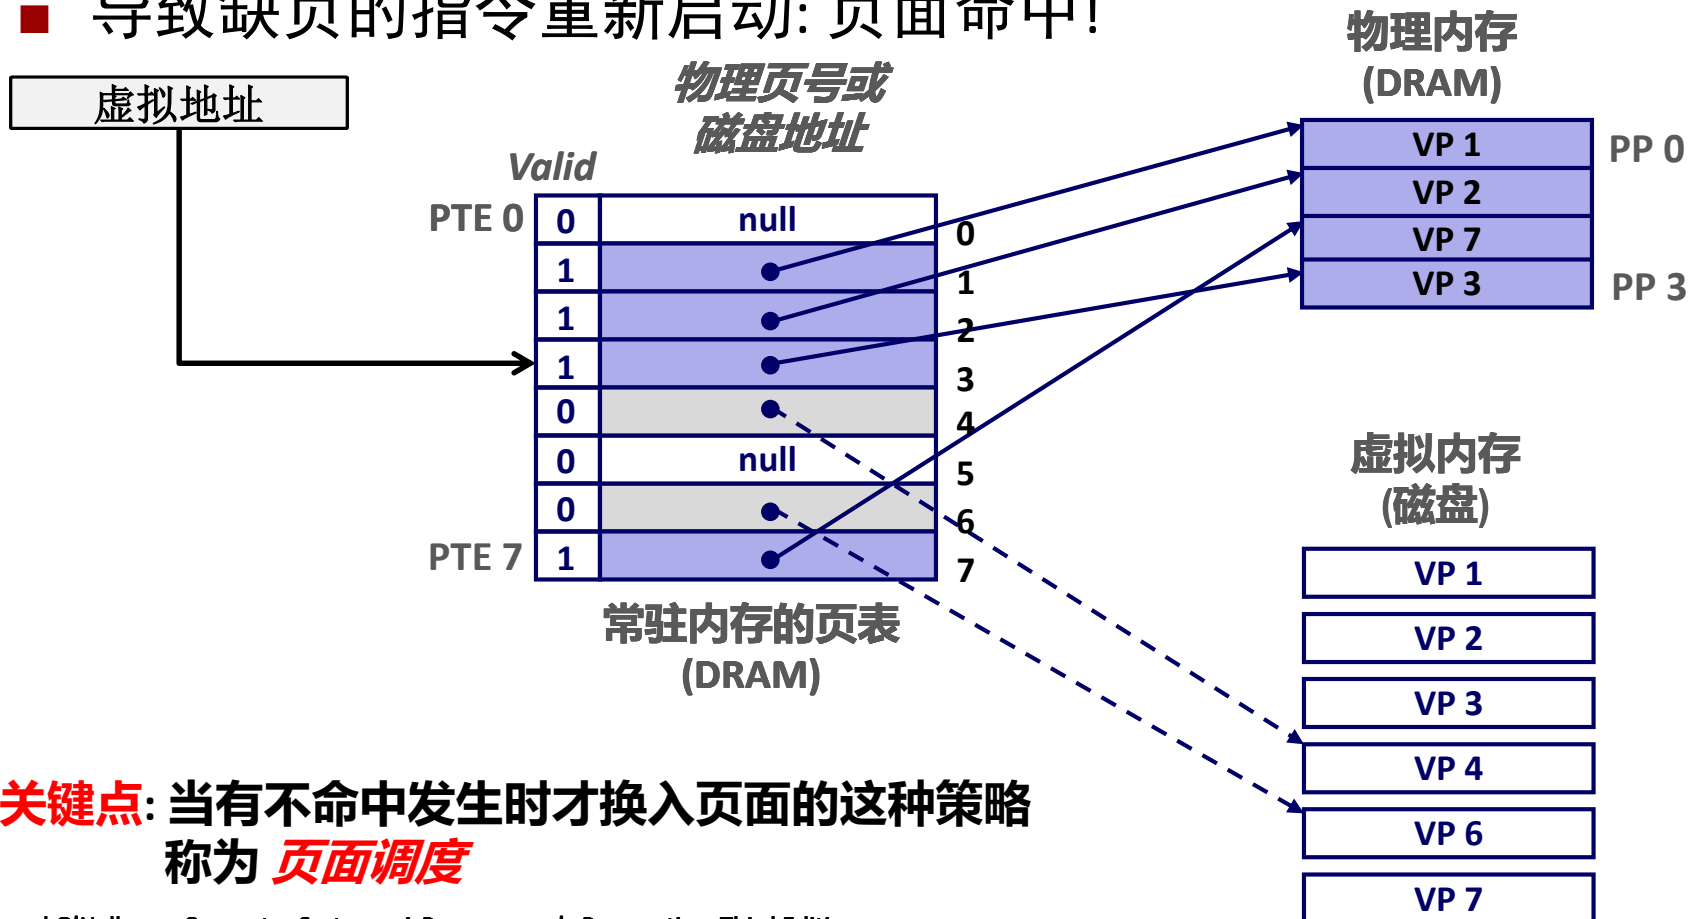 导致缺页的指令重新启动: 页面命中!
虚拟地址
物理页号或
磁盘地址
Valid
PTE 0
0 null 0
1 1
1 2
1 3
0 4
0 null 5
0 6
PTE 7
1 7
常驻内存的页表
(DRAM)
物理内存
(DRAM)
VP 1 PP 0
VP 2
VP 7
VP 3 PP 3
虚拟内存
(磁盘)
VP 1
VP 2
VP 3
VP 4
VP 6
VP 7
关键点: 当有不命中发生时才换入页面的这种策略
称为 页面调度